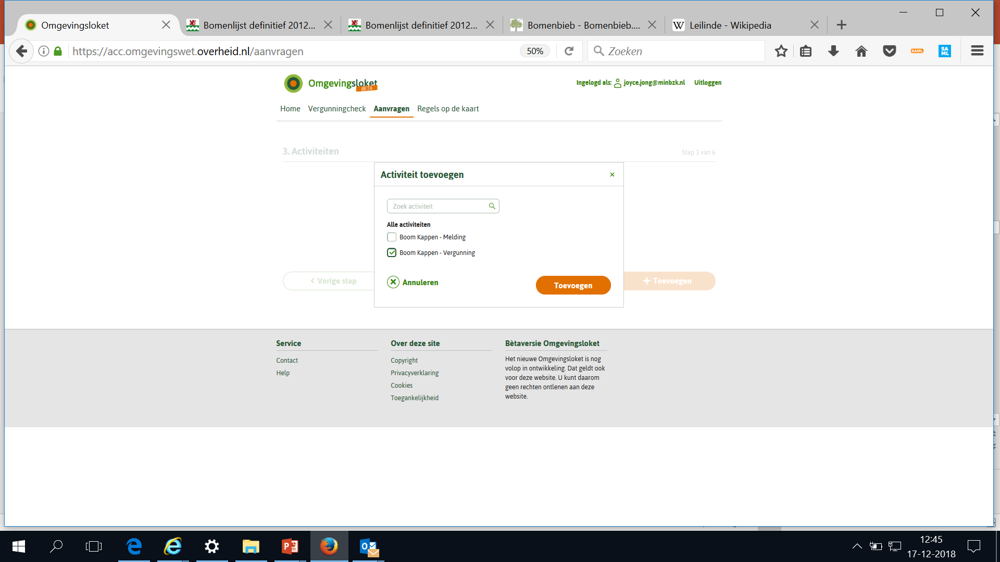 Omgevingsloket
Bomenlijst definitief 2012...
Bomenlijst definitief 2012...
Bomenbieb - Bomenbieb....
Leilinde - Wikipedia
https://acc.omgevingswet.overheid.nl/aanvragen
50%
Zoeken
SAML
SA
ML
Omgevingsloket
BETA
Ingelogd als: joyce.jong@minbzk.nl Uitloggen
Home Vergunningcheck Aanvragen Regels op de kaart
3. Activiteiten
Stap 3 van 6
Activiteit toevoegen
Zoek activiteit
Alle activiteiten
Boom Kappen - Melding
Boom Kappen - Vergunning
Vorige stap
Annuleren
Toevoegen
Toevoegen
Service
Contact
Help
Over deze site
Copyright
Privacyverklaring
Cookies
Toegankelijkheid
Bètaversie Omgevingsloket
Het nieuwe Omgevingsloket is nog
volop in ontwikkeling. Dat geldt ook
voor deze website. U kunt daarom
geen rechten ontlenen aan deze
website.
12:45
17-12-2018